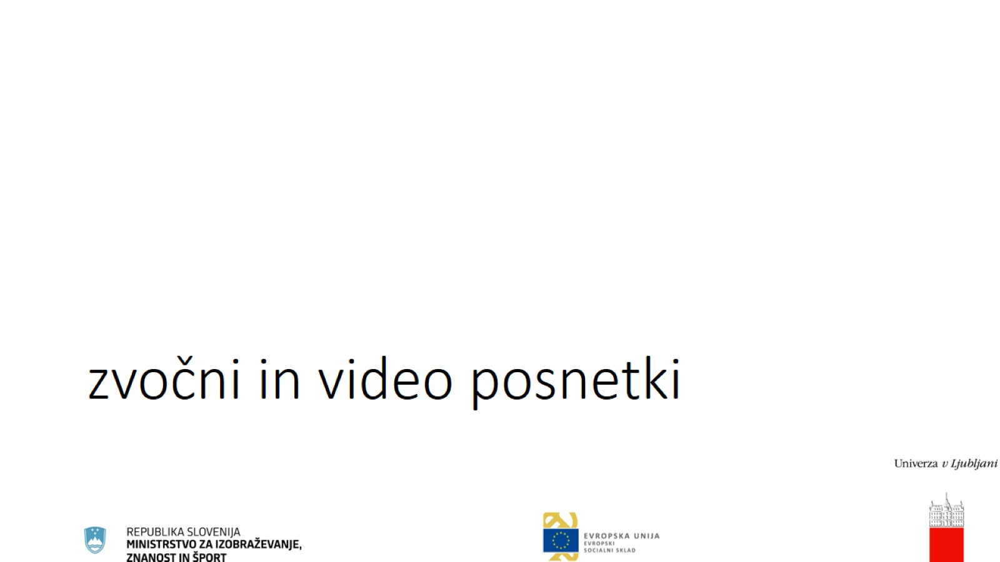 zvočni in video posnetki
Univerza v Ljubljani
REPUBLIKA SLOVENIJA
MINISTRSTVO ZA IZOBRAŽEVANJE,
ZNANOST IN ŠPORT
EVROPSKA UNIJA
EVROPSKI
SOCIALNI SKLAD